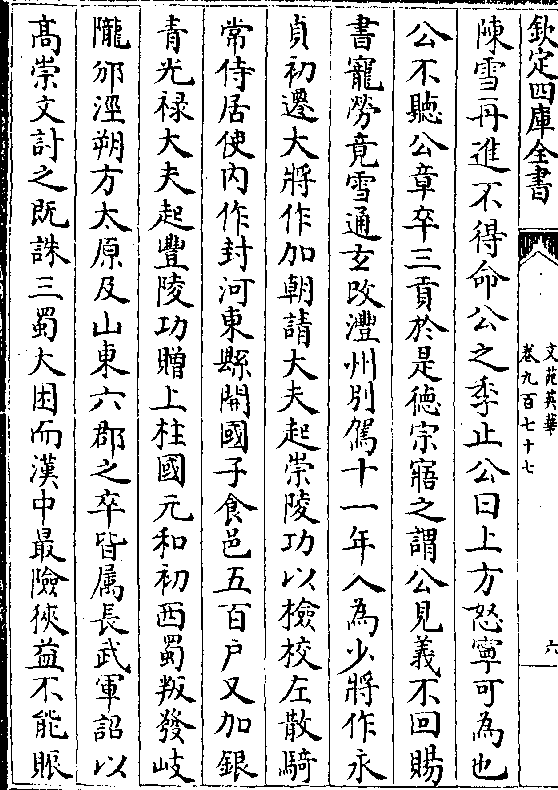 欽定四庫全書
文苑英華
卷九百七十七
六
陳雪再進不得命公之季止公曰上方怒寧可為也
公不聽公章卒三貢於是徳宗寤之謂公見義不回賜
書寵勞竟雪通玄改灃州别駕十一年入為少將作永
貞初遷大將作加朝請大夫起崇陵功以檢校左散騎
常侍居使内作封河東縣開國子食邑五百户又加銀
青光禄大夫起豐陵功贈上柱國元和初西蜀叛發岐
隴邠涇朔方太原及山東六郡之卒皆属長武軍詔以
髙崇文討之既誅三蜀大困而漢中最險狹益不能賑